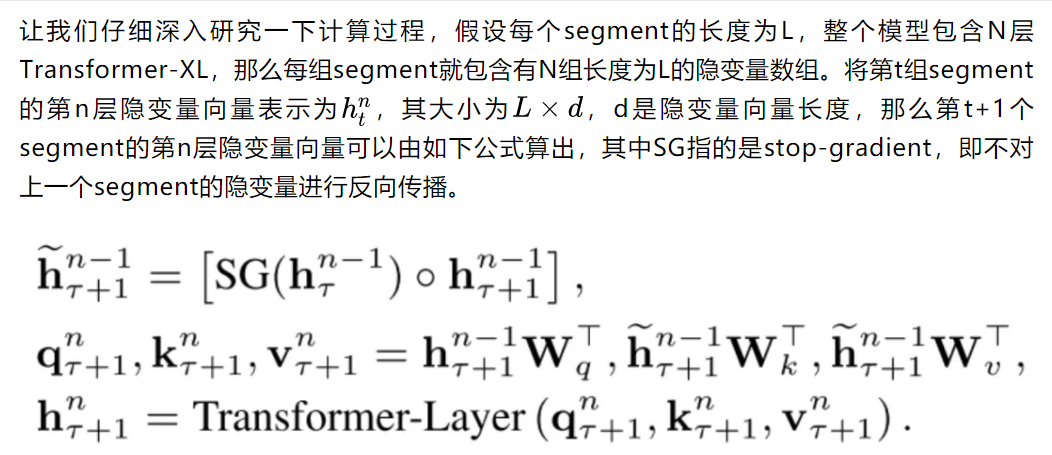 让我们仔细深入研究一下计算过程，假设每个segment的长度为L，整个模型包含N层
Transformer-XL，那么每组segment就包含有N组长度为L的隐变量数组。将第t组segment
的第n层隐变量向量表示为$h_t^n$，其大小为$L \times d$，d是隐变量向量长度，那么第t+1个
segment的第n层隐变量向量可以由如下公式算出，其中SG指的是stop-gradient，即不对
上一个segment的隐变量进行反向传播。
$\widetilde{\mathbf{h}}_{\tau+1}^{n-1} = \left[\mathrm{SG}(\mathbf{h}_{\tau}^{n-1}) \circ \mathbf{h}_{\tau+1}^{n-1}\right],$
$\mathbf{q}_{\tau+1}^{n}, \mathbf{k}_{\tau+1}^{n}, \mathbf{v}_{\tau+1}^{n} = \mathbf{h}_{\tau+1}^{n-1}\mathbf{W}_q^{\top}, \widetilde{\mathbf{h}}_{\tau+1}^{n-1}\mathbf{W}_k^{\top}, \widetilde{\mathbf{h}}_{\tau+1}^{n-1}\mathbf{W}_v^{\top},$
$\mathbf{h}_{\tau+1}^{n} = \text{Transformer-Layer}\left(\mathbf{q}_{\tau+1}^{n}, \mathbf{k}_{\tau+1}^{n}, \mathbf{v}_{\tau+1}^{n}\right).$